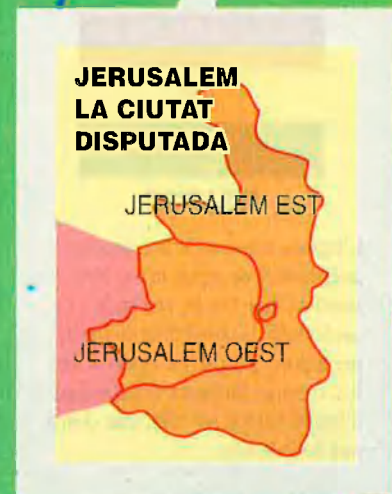 JERUSALEM
LA CIUTAT
DISPUTADA
JERUSALEM EST
JERUSALEM OEST